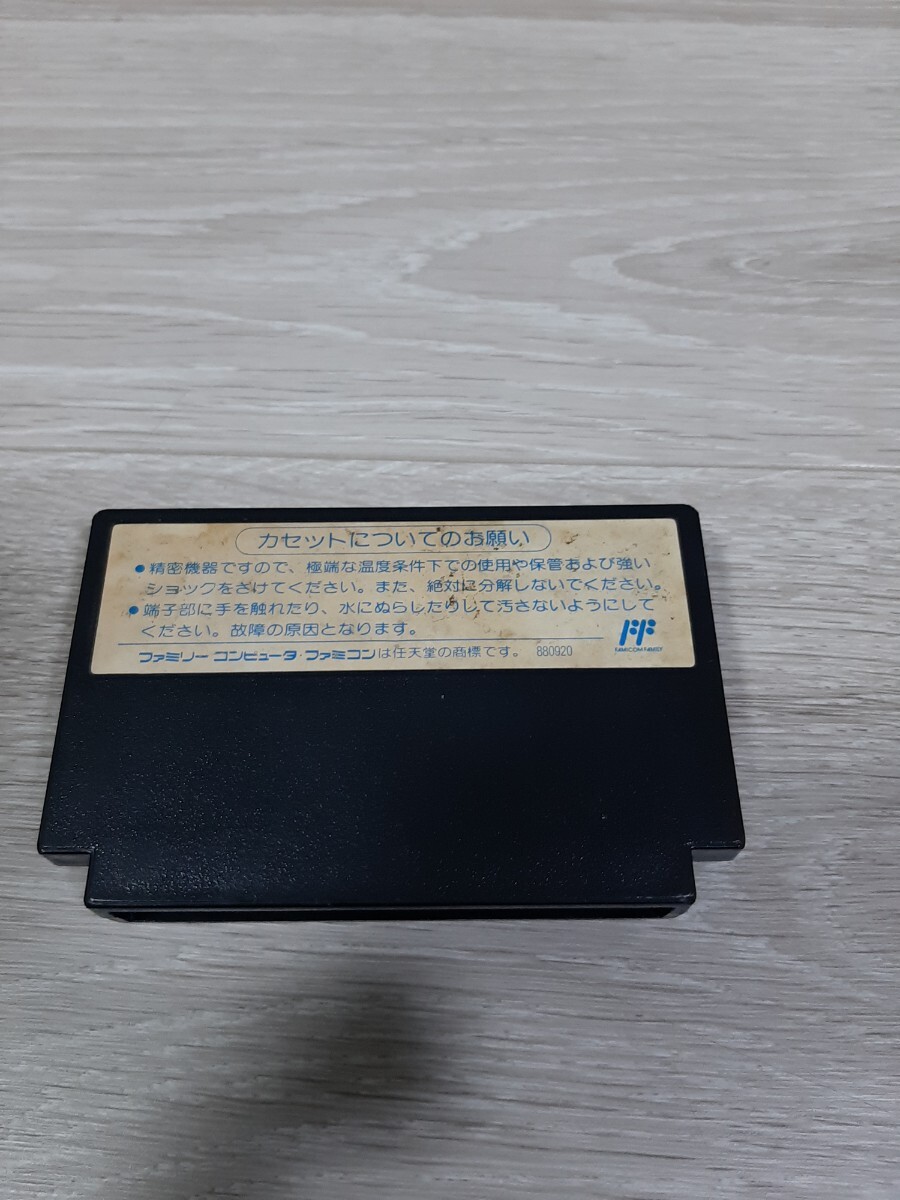 カセットについてのお願い
●精密機器ですので、極端な温度条件下での使用や保管および強い
ショックをさけてください。また、絶対に分解しないでください。
●端子部に手を触れたり、水にぬらしたりして汚さないようにして
ください。故障の原因となります。
ファミリー コンピュータ・ファミコンは任天堂の商標です。 880920
FF
FAMICOM FAMILY